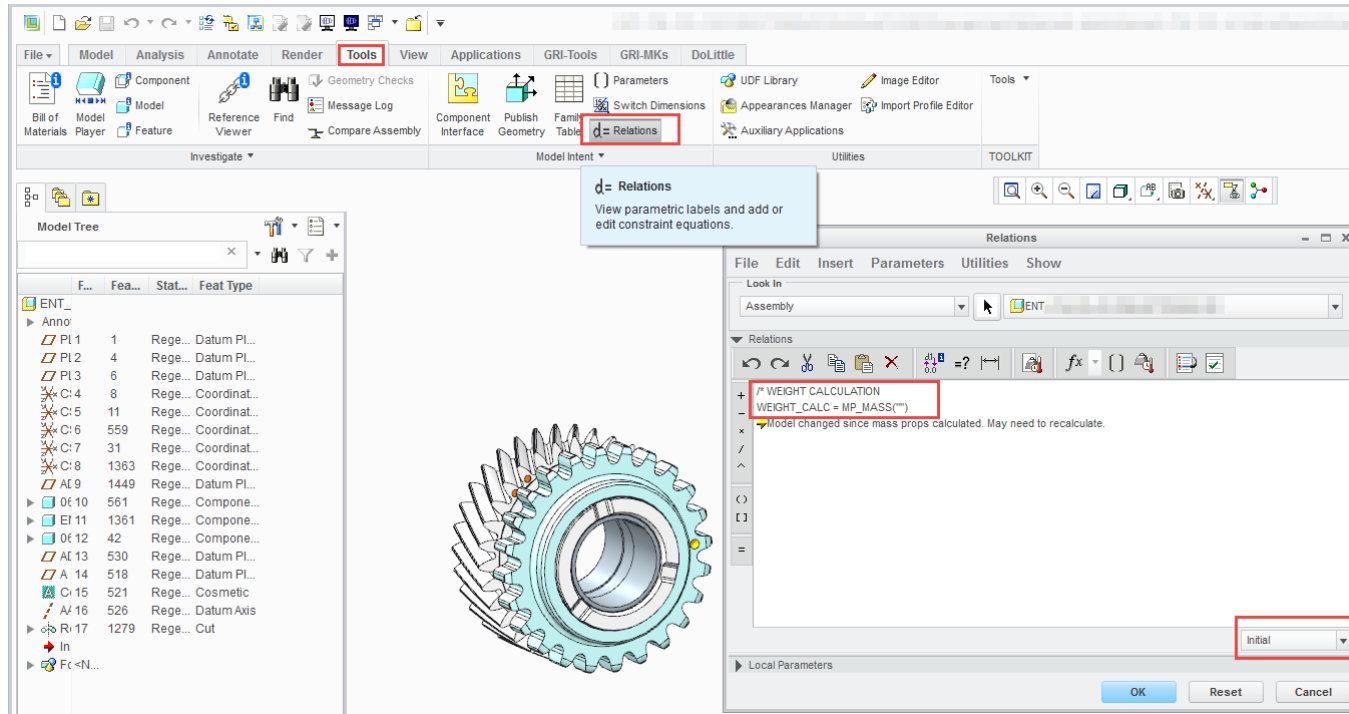 File Model Analysis Annotate Render Tools View Applications GRI-Tools GRI-MKs DoLittle
Bill of Materials
Model Player
Component
Model
Feature
Reference Viewer
Find
Geometry Checks
Message Log
Compare Assembly
Component Interface
Publish Geometry
Family Table
( ) Parameters
Switch Dimensions
d= Relations
UDF Library
Appearances Manager
Auxiliary Applications
Image Editor
Import Profile Editor
Tools
Investigate Model Intent Utilities TOOLKIT
d= Relations
View parametric labels and add or
edit constraint equations.
Model Tree
F... Fea... Stat... Feat Type
ENT_
Annot
PL 1 1 Rege... Datum Pl...
PL 2 4 Rege... Datum Pl...
PL 3 6 Rege... Datum Pl...
C: 4 8 Rege... Coordinat...
C: 5 11 Rege... Coordinat...
C: 6 559 Rege... Coordinat...
C: 7 31 Rege... Coordinat...
C: 8 1363 Rege... Coordinat...
9 1449 Rege... Datum Pl...
10 561 Rege... Compone...
11 1361 Rege... Compone...
12 42 Rege... Compone...
13 530 Rege... Datum Pl...
A 14 518 Rege... Datum Pl...
15 521 Rege... Cosmetic
16 526 Rege... Datum Axis
17 1279 Rege... Cut
In
<N...
Relations
File Edit Insert Parameters Utilities Show
Look In
Assembly ENT
Relations
/* WEIGHT CALCULATION
WEIGHT_CALC = MP_MASS("")
Model changed since mass props calculated. May need to recalculate.
+
-
×
/
^
()
[]
=
Initial
Local Parameters
OK Reset Cancel